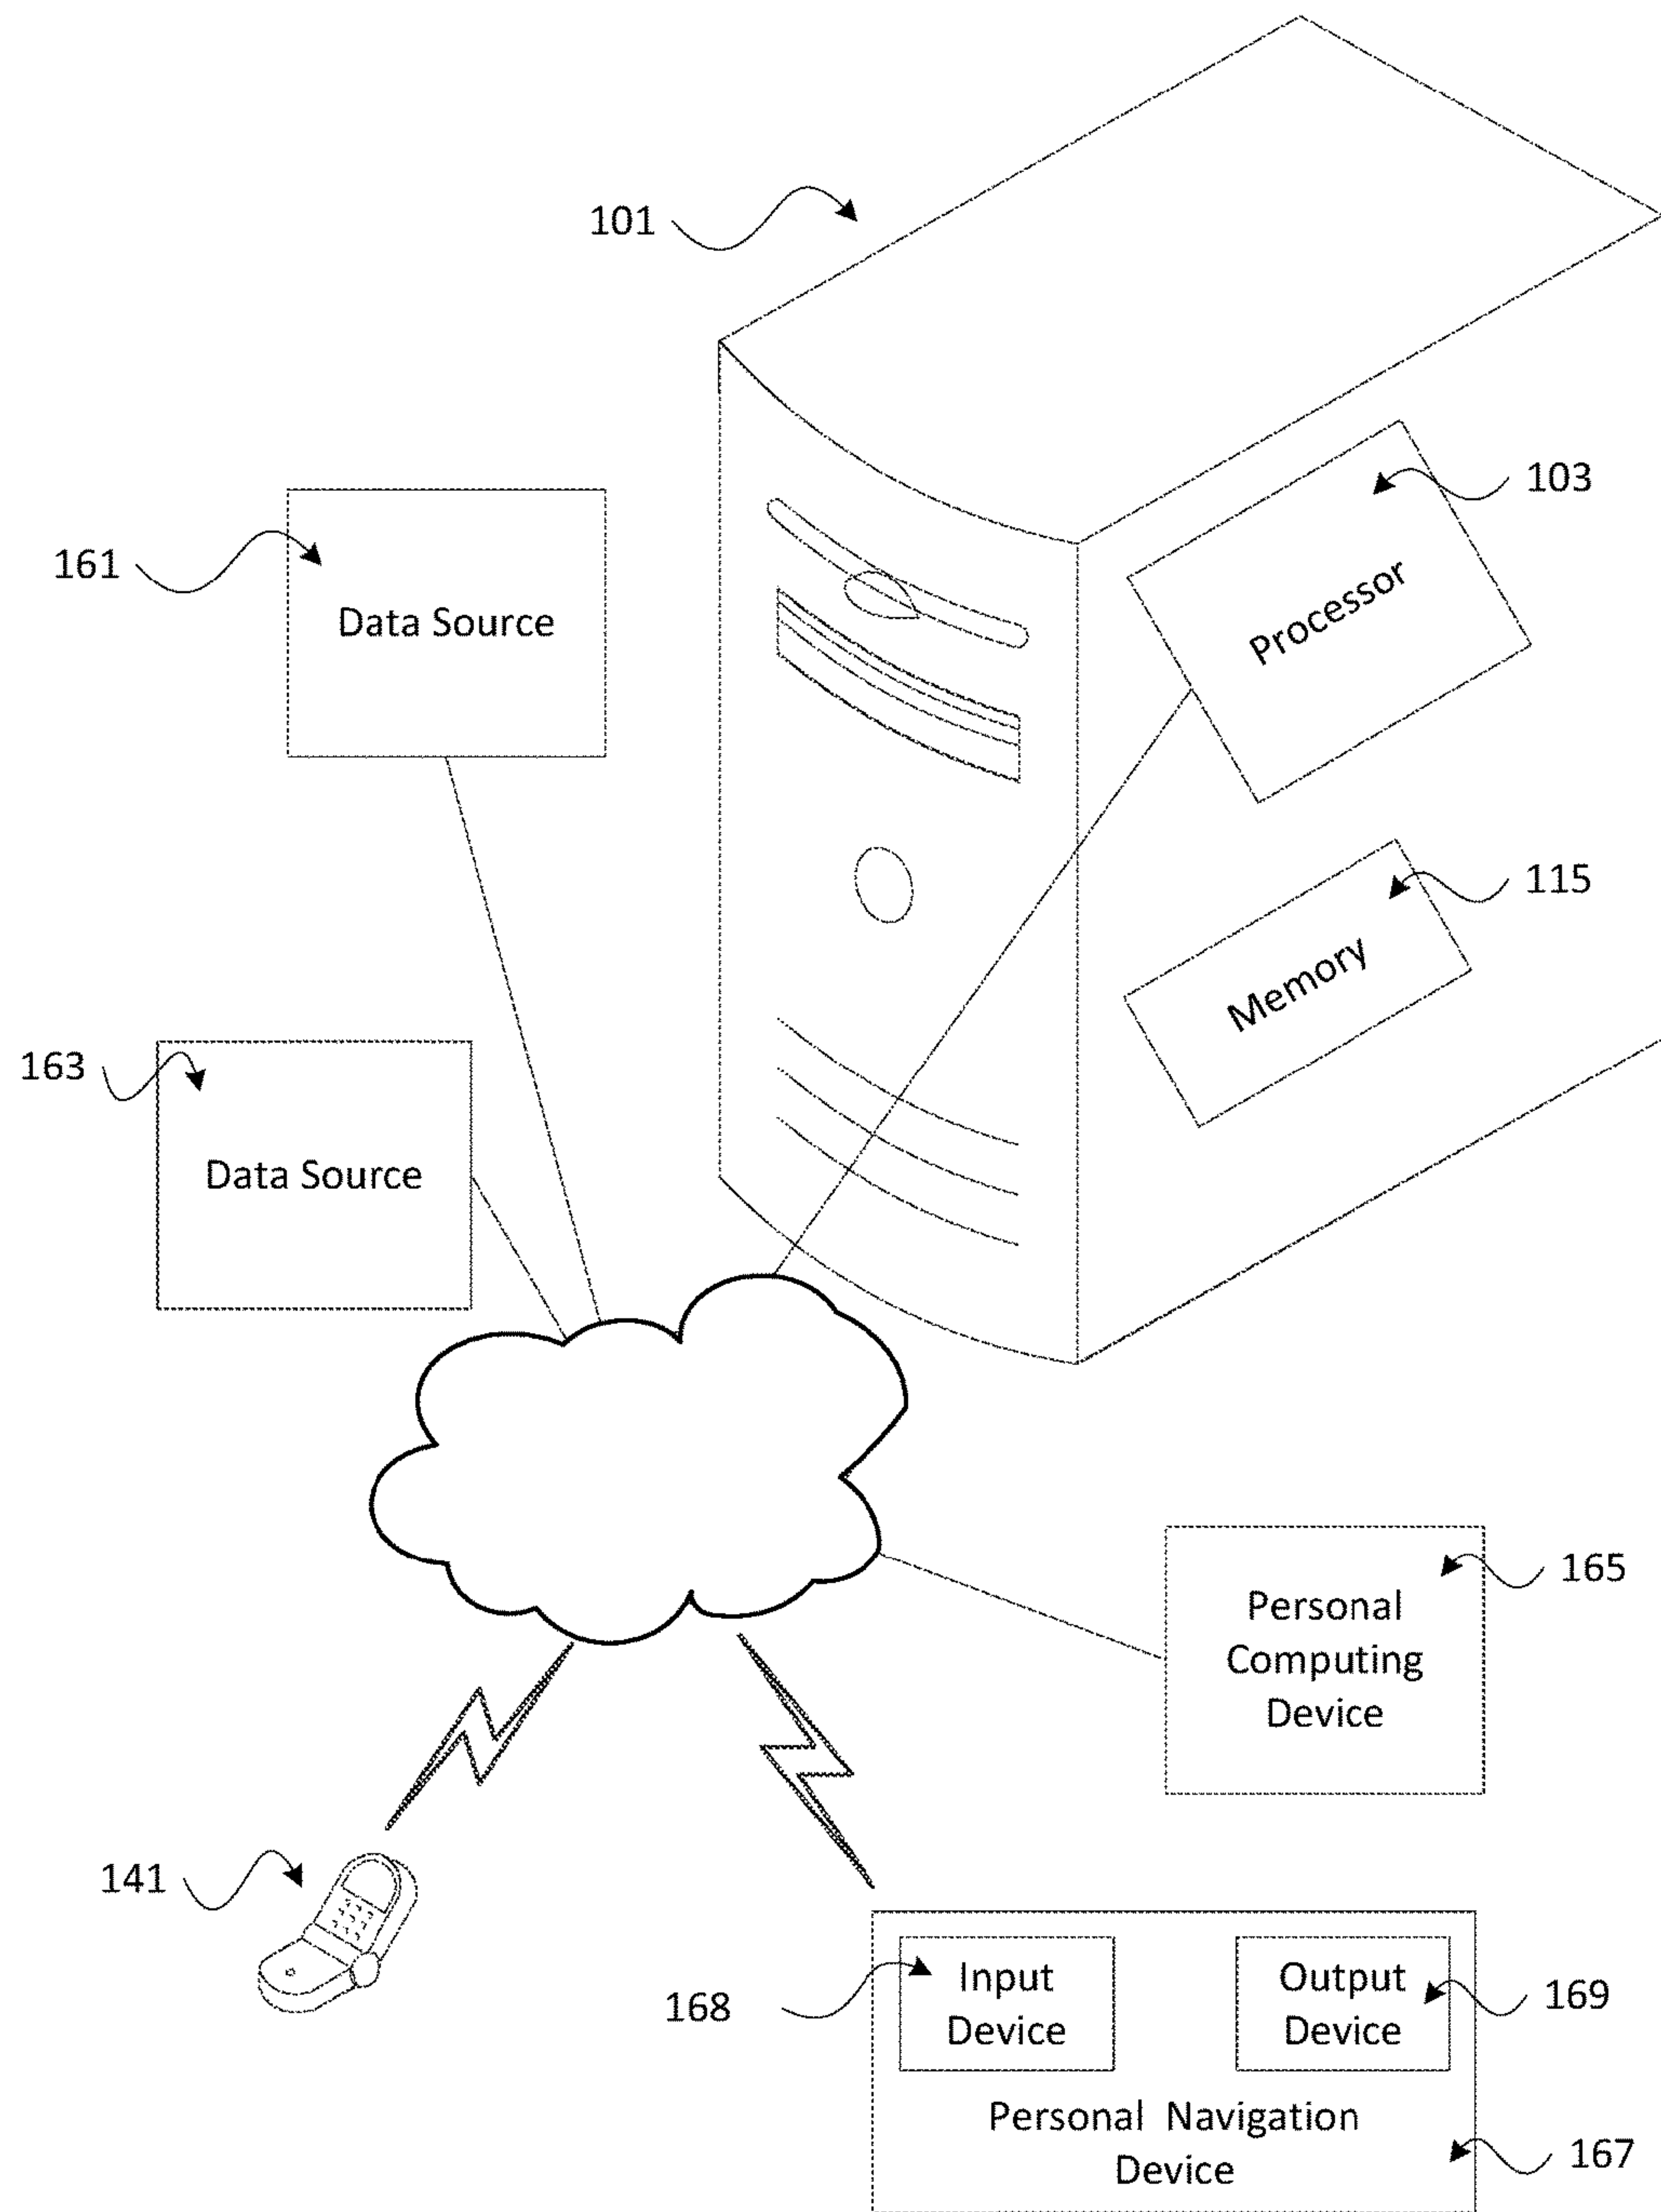 101
103
Processor
161
Data Source
115
Memory
163
Data Source
165
Personal
Computing
Device
141
168
Input
Device
Output
Device
169
Personal Navigation
Device
167